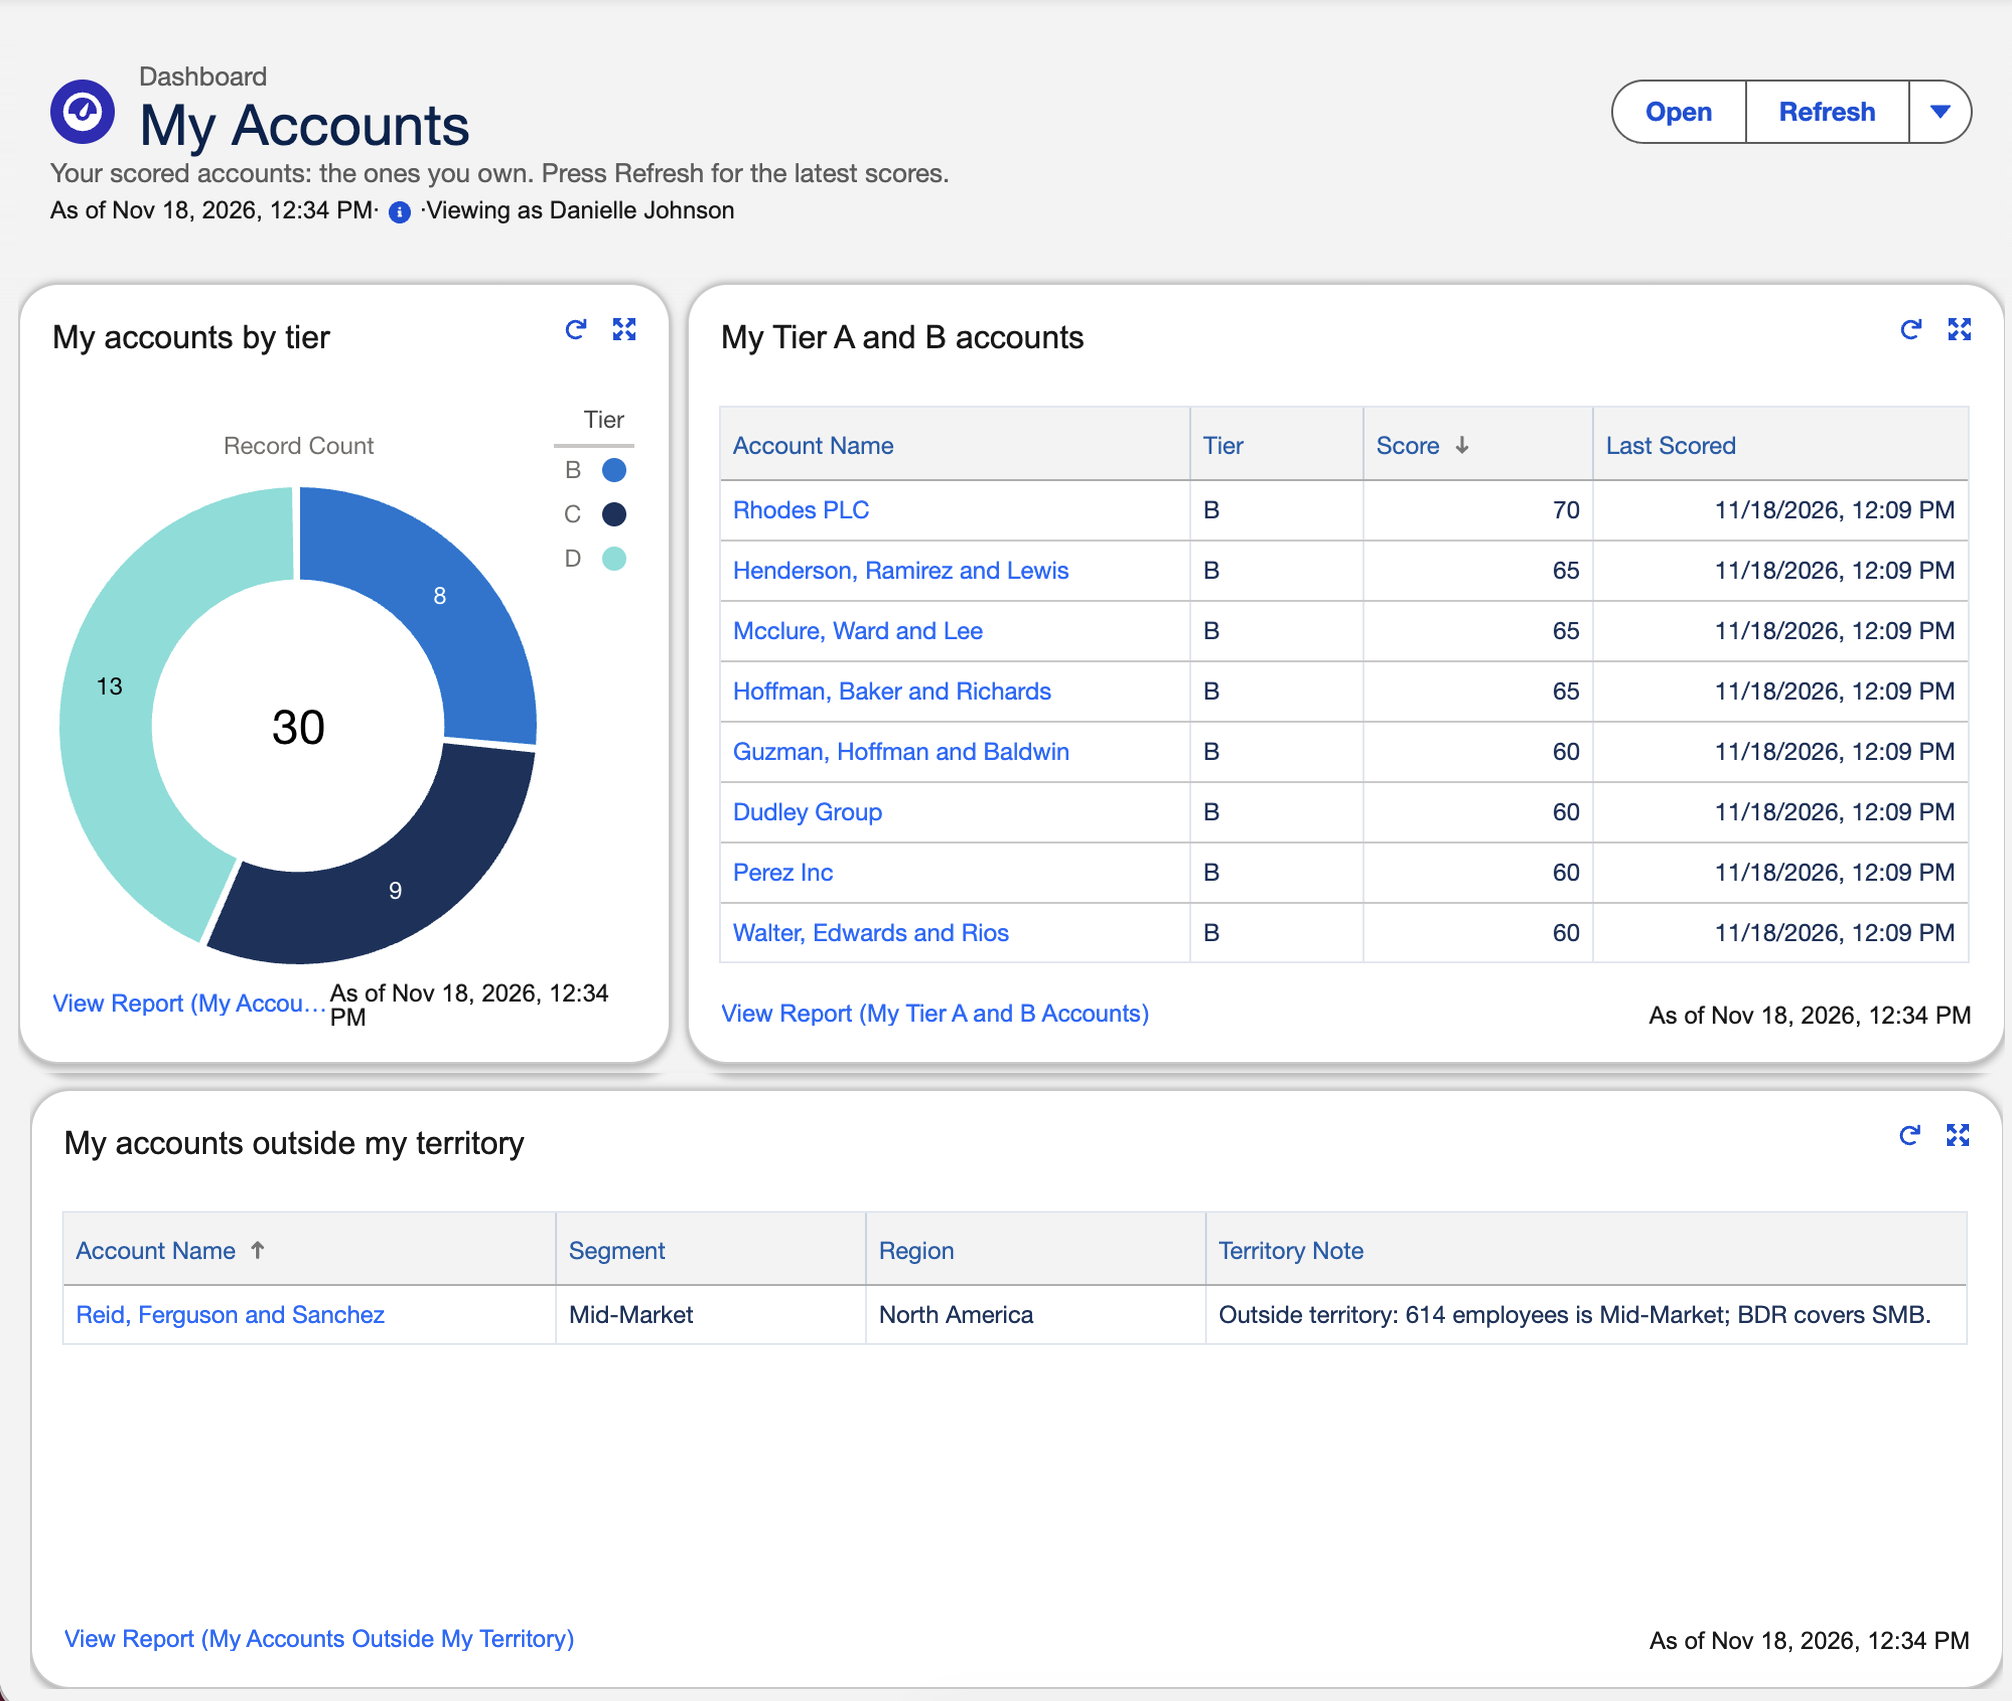 Dashboard
My Accounts
Open Refresh
Your scored accounts: the ones you own. Press Refresh for the latest scores.
As of Nov 18, 2026, 12:34 PM· i ·Viewing as Danielle Johnson
My accounts by tier
Record Count
Tier
B
C
D
8
13
30
9
View Report (My Accou...
As of Nov 18, 2026, 12:34
PM
My Tier A and B accounts
Account Name Tier Score ↓ Last Scored
Rhodes PLC B 70 11/18/2026, 12:09 PM
Henderson, Ramirez and Lewis B 65 11/18/2026, 12:09 PM
Mcclure, Ward and Lee B 65 11/18/2026, 12:09 PM
Hoffman, Baker and Richards B 65 11/18/2026, 12:09 PM
Guzman, Hoffman and Baldwin B 60 11/18/2026, 12:09 PM
Dudley Group B 60 11/18/2026, 12:09 PM
Perez Inc B 60 11/18/2026, 12:09 PM
Walter, Edwards and Rios B 60 11/18/2026, 12:09 PM
View Report (My Tier A and B Accounts) As of Nov 18, 2026, 12:34 PM
My accounts outside my territory
Account Name ↑ Segment Region Territory Note
Reid, Ferguson and Sanchez Mid-Market North America Outside territory: 614 employees is Mid-Market; BDR covers SMB.
View Report (My Accounts Outside My Territory) As of Nov 18, 2026, 12:34 PM